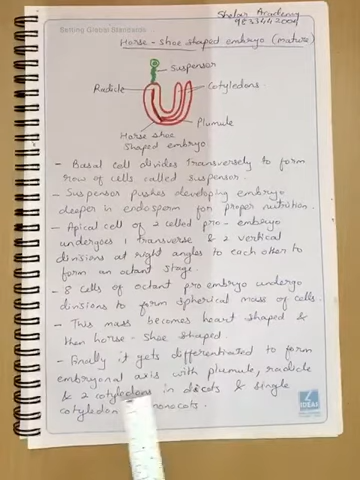 Setting Global Standards
Shelar Academy
Horse-shoe shaped embryo (mature)
Suspensor
Radicle
Cotyledons
Plumule
Horse shoe
shaped embryo
- Basal cell divides transversely to form
row of cells called suspensor.
- Suspensor pushes developing embryo
deeper in endosperm for proper nutrition.
- Apical cell of 2 celled pro-embryo
undergoes 1 transverse & 2 vertical
divisions at right angles to each other to
form an octant stage.
- 8 cells of octant pro embryo undergo
divisions to form spherical mass of cells.
- This mass becomes heart shaped &
then horse-shoe shaped.
- Finally it gets differentiated to form
embryonal axis with plumule, radicle
& 2 cotyledons in dicots & single
cotyledon monocots.
IDEAS